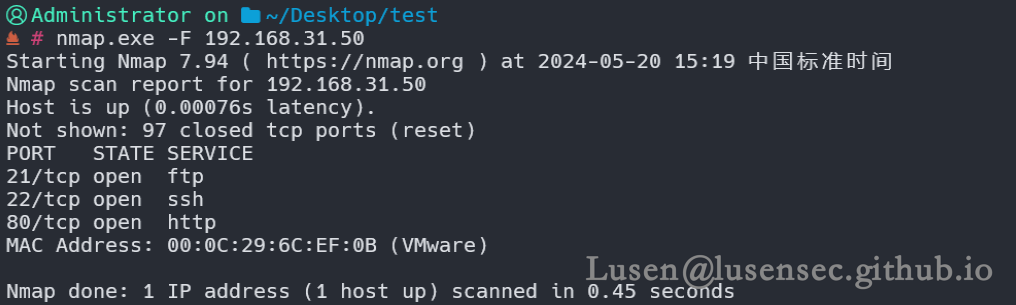 Administrator on ~/Desktop/test
# nmap.exe -F 192.168.31.50
Starting Nmap 7.94 ( https://nmap.org ) at 2024-05-20 15:19 中国标准时间
Nmap scan report for 192.168.31.50
Host is up (0.00076s latency).
Not shown: 97 closed tcp ports (reset)
PORT   STATE SERVICE
21/tcp open  ftp
22/tcp open  ssh
80/tcp open  http
MAC Address: 00:0C:29:6C:EF:0B (VMware)
Lusen@lusensec.github.io
Nmap done: 1 IP address (1 host up) scanned in 0.45 seconds